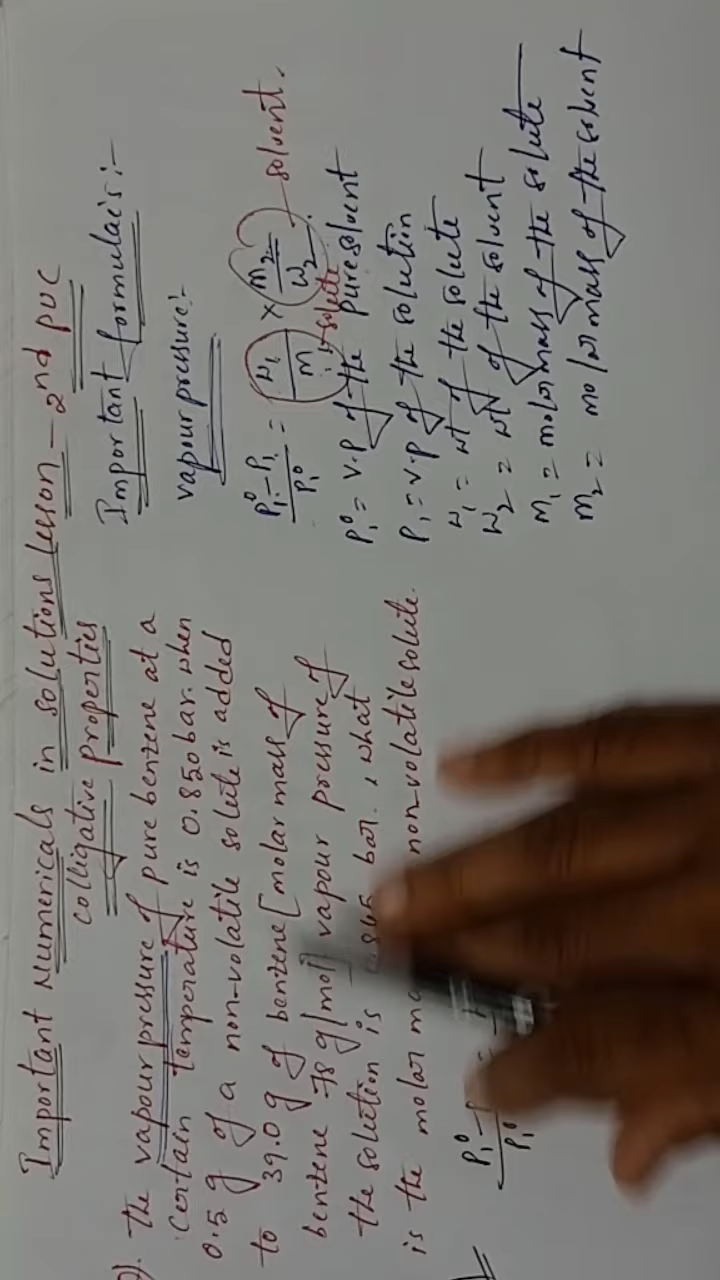 Important Numericals in solutions lesson - 2nd PUC
colligative properties
The vapour pressure of pure benzene at a
Certain temperature is 0.850 bar. when
0.5 g of a non-volatile solute is added
to 39.0 g of benzene [molar mass of
benzene 78 g/mol] vapour pressure of
the solution is bar. , what
is the molar non-volatile solute.
P₁⁰
P₁⁰
Important formulae's :-
vapour pressure :-
P₁⁰ - P₁ / P₁⁰ = w₁ / m₁ × m₂ / w₂
solute
solvent.
P₁⁰ = V.P of the pure solvent
P₁ = V.P of the solution
w₁ = wt of the solute
w₂ = wt of the solvent
M₁ = molar mass of the solute
M₂ = molar mass of the solvent